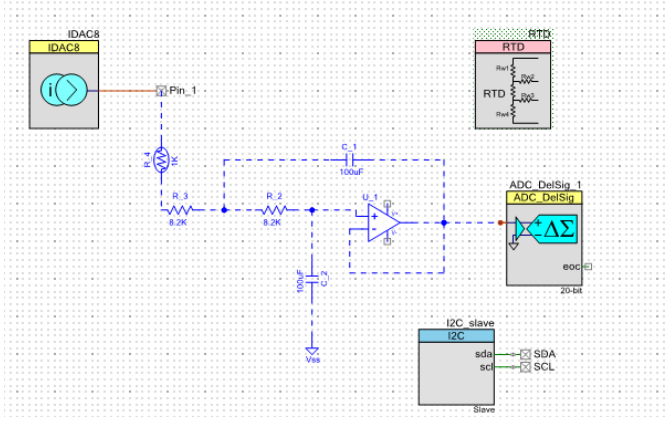 IDAC8
IDAC8
i
Pin_1
RTD
RTD
Rw1
Rw2
RTD
Rw3
Rw4
R_4
1K
C_1
100uF
R_3
8.2K
R_2
8.2K
U_1
+
-
V+
V-
100uF
C_2
Vss
ADC_DelSig_1
ADC_DelSig
+
-
ΔΣ
eoc
20-bit
I2C_slave
I2C
sda
SDA
scl
SCL
Slave